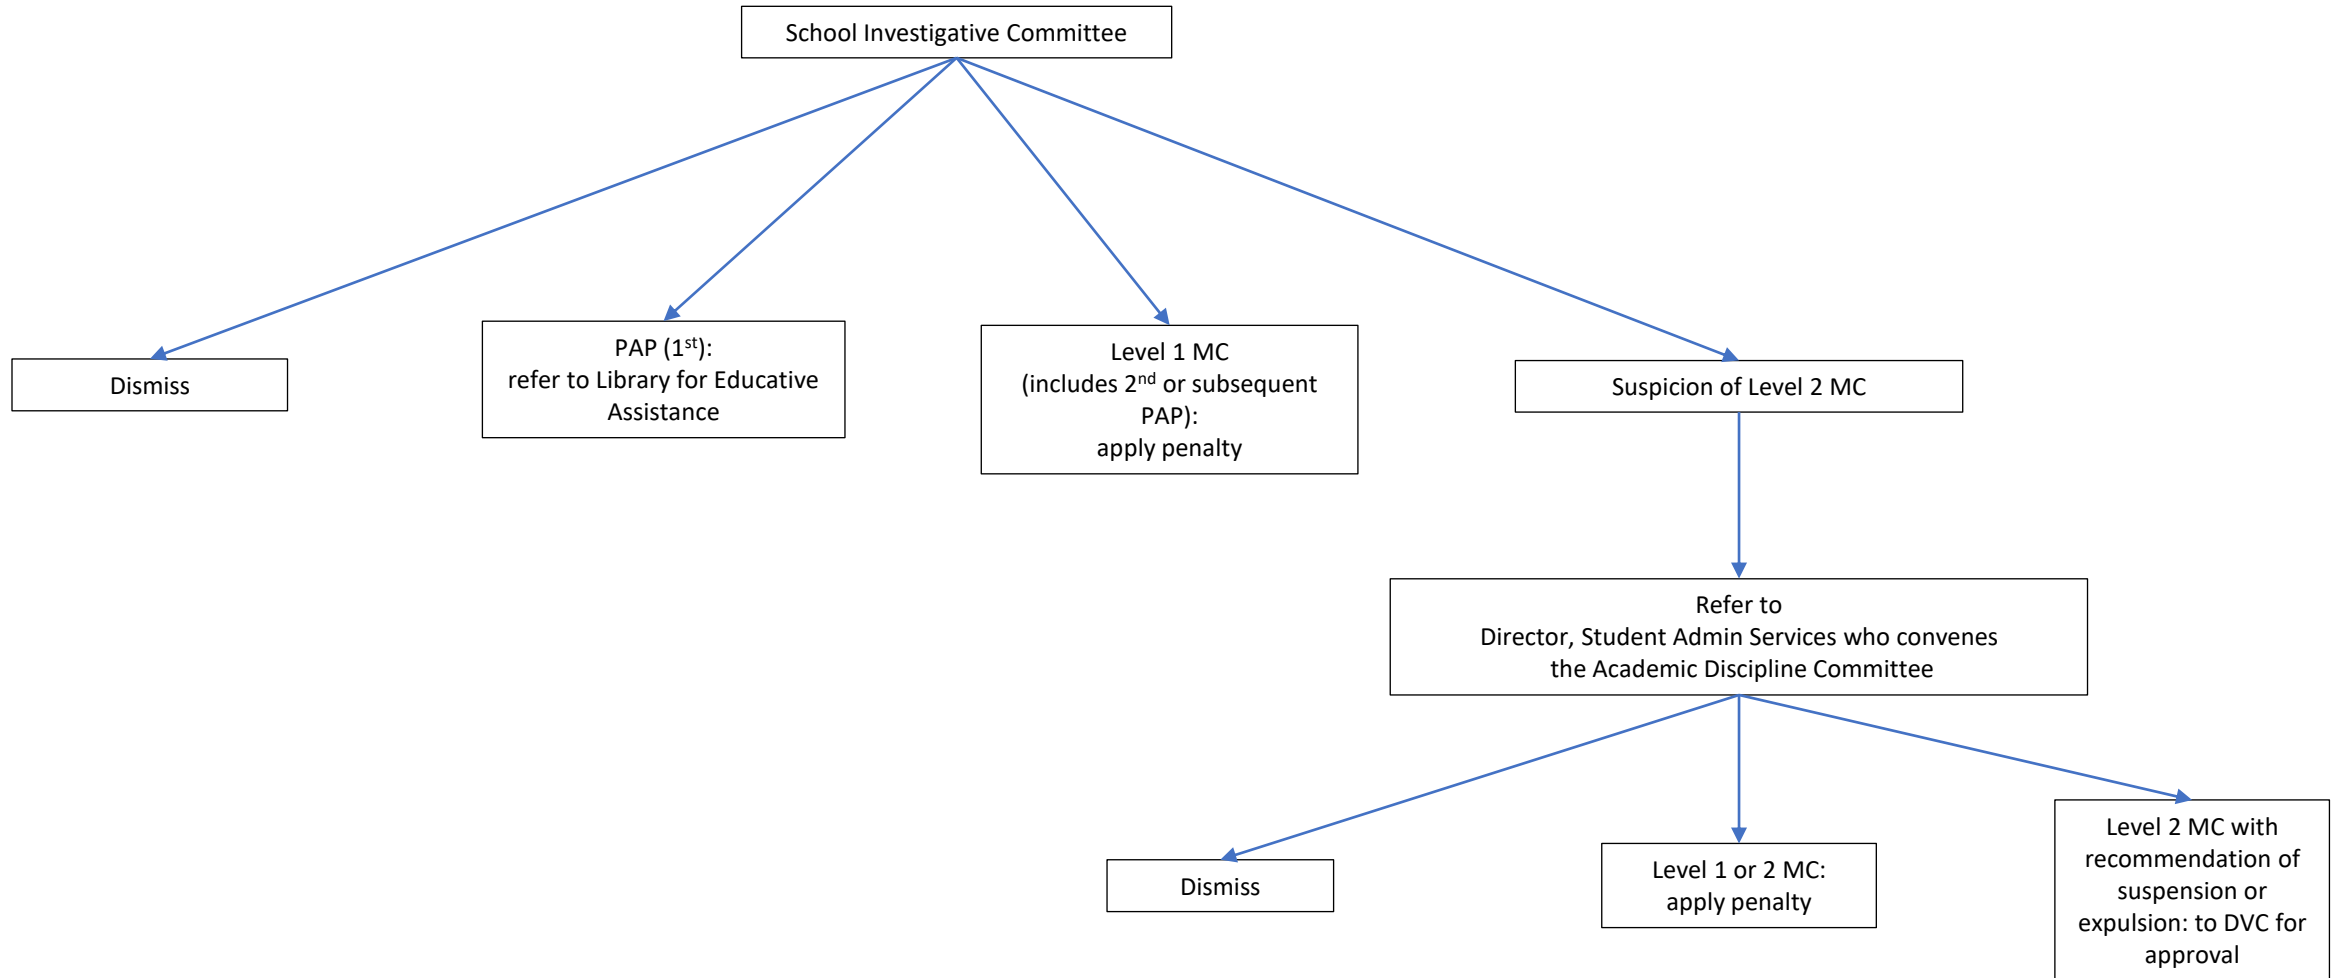 School Investigative Committee
Dismiss
PAP (1st):
refer to Library for Educative
Assistance
Level 1 MC
(includes 2nd or subsequent
PAP):
apply penalty
Suspicion of Level 2 MC
Refer to
Director, Student Admin Services who convenes
the Academic Discipline Committee
Dismiss
Level 1 or 2 MC:
apply penalty
Level 2 MC with
recommendation of
suspension or
expulsion: to DVC for
approval